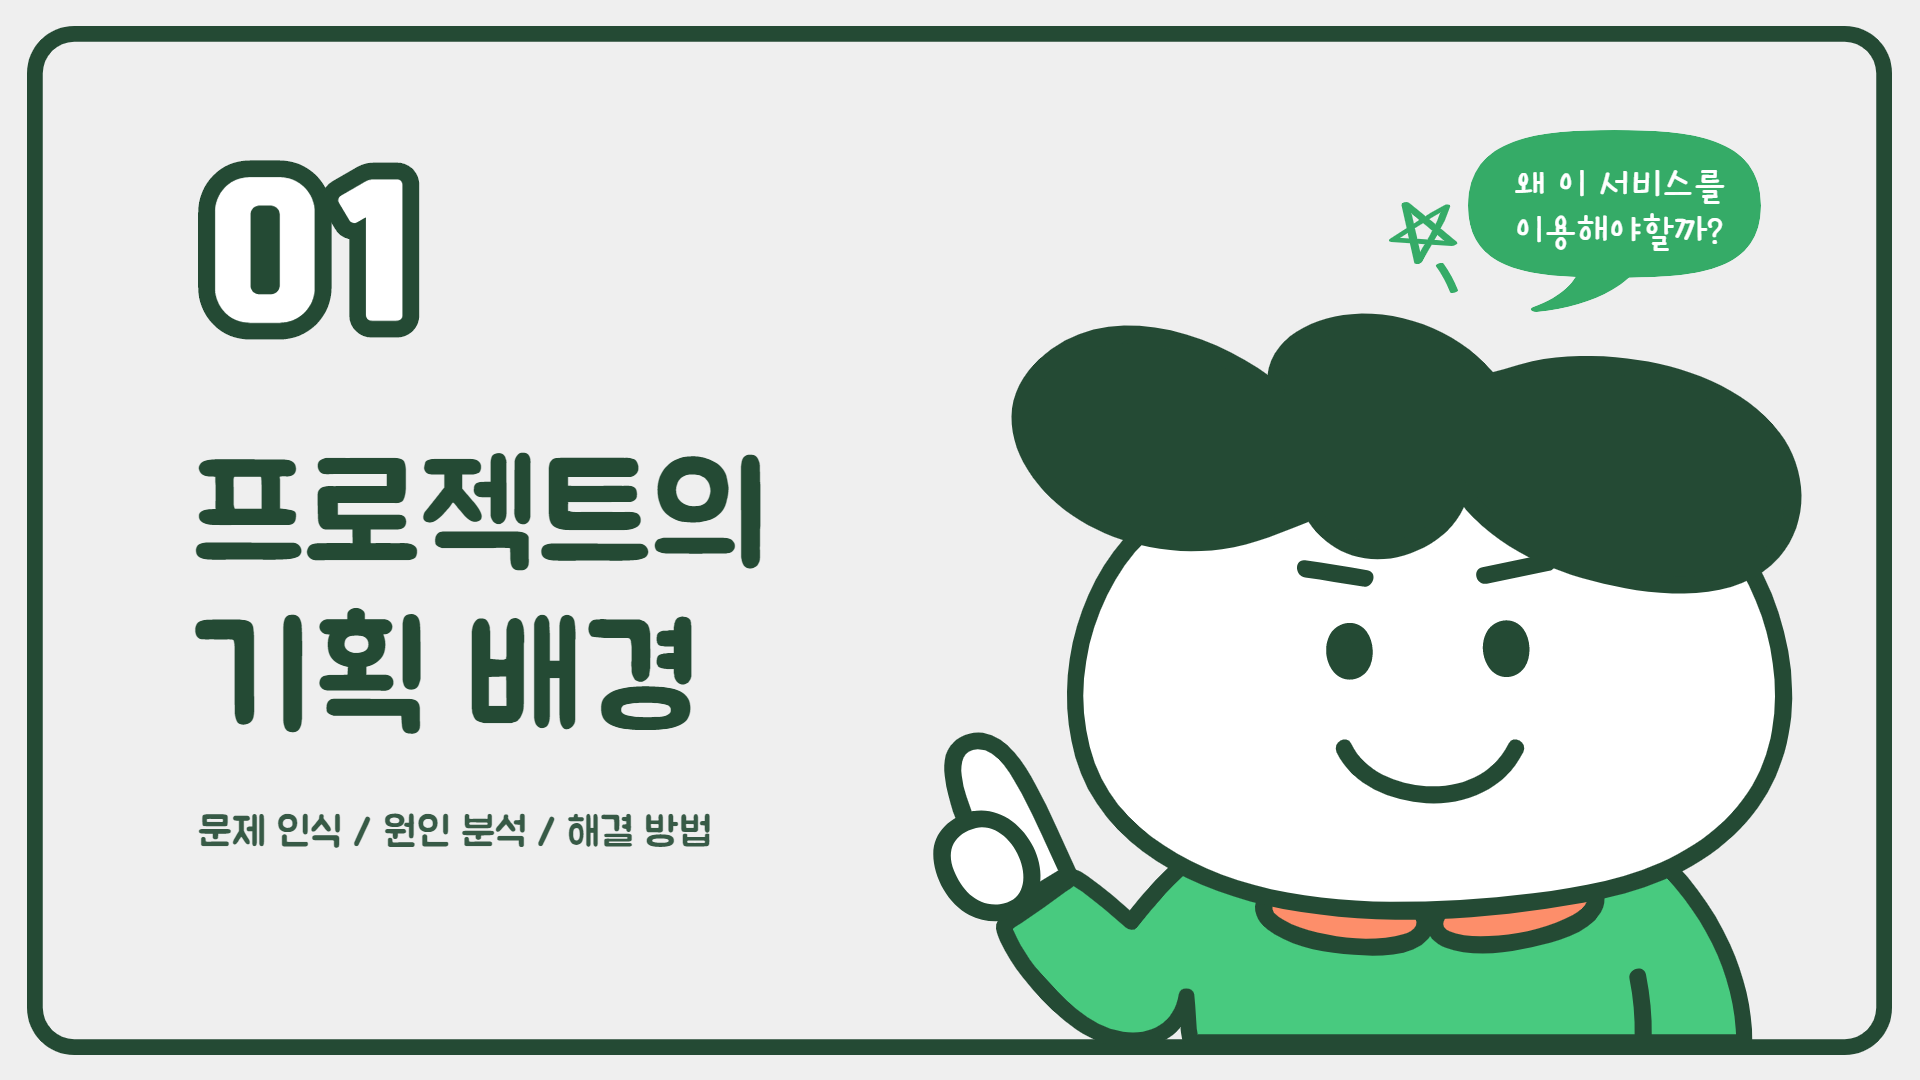 01
프로젝트의
기획 배경
문제 인식 / 원인 분석 / 해결 방법
왜 이 서비스를
이용해야할까?